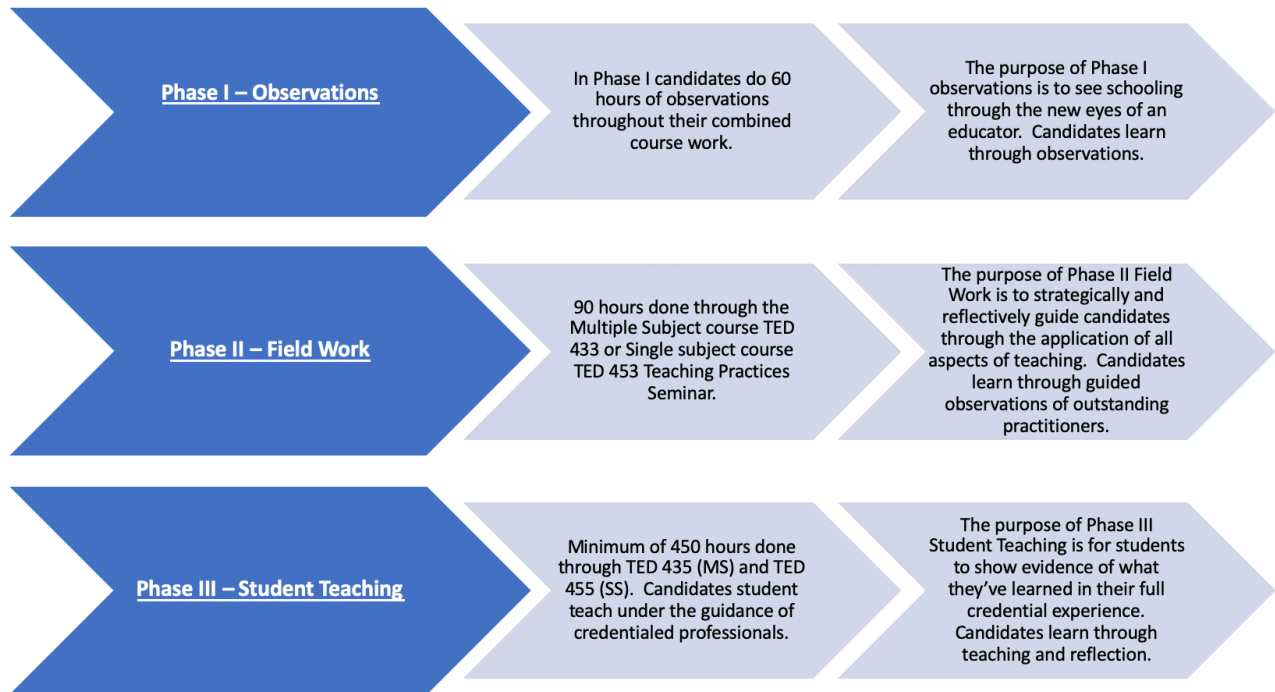 Phase I – Observations
In Phase I candidates do 60
hours of observations
throughout their combined
course work.
The purpose of Phase I
observations is to see schooling
through the new eyes of an
educator.  Candidates learn
through observations.
Phase II – Field Work
90 hours done through the
Multiple Subject course TED
433 or Single subject course
TED 453 Teaching Practices
Seminar.
The purpose of Phase II Field
Work is to strategically and
reflectively guide candidates
through the application of all
aspects of teaching.  Candidates
learn through guided
observations of outstanding
practitioners.
Phase III – Student Teaching
Minimum of 450 hours done
through TED 435 (MS) and TED
455 (SS).  Candidates student
teach under the guidance of
credentialed professionals.
The purpose of Phase III
Student Teaching is for students
to show evidence of what
they’ve learned in their full
credential experience.
Candidates learn through
teaching and reflection.